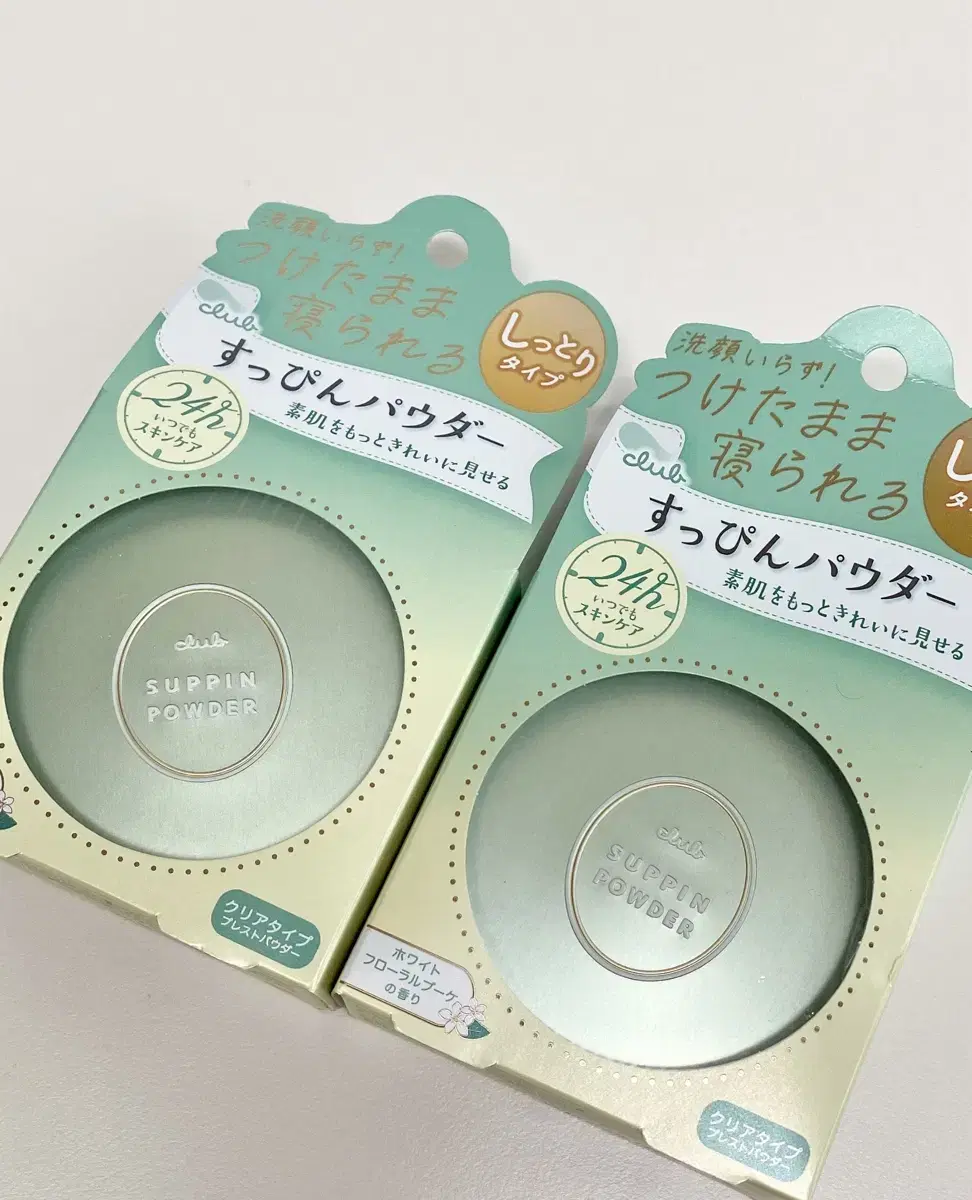 洗顔いらず!
つけたまま
寝られる
しっとり
タイプ
club
すっぴんパウダー
素肌をもっときれいに見せる
24h
いつでも
スキンケア
club
SUPPIN
POWDER
クリアタイプ
プレストパウダー
洗顔いらず!
つけたまま
寝られる
し
タ
club
すっぴんパウダー
素肌をもっときれいに見せる
24h
いつでも
スキンケア
club
SUPPIN
POWDER
ホワイト
フローラルブーケ
の香り
クリアタイプ
プレストパウダー